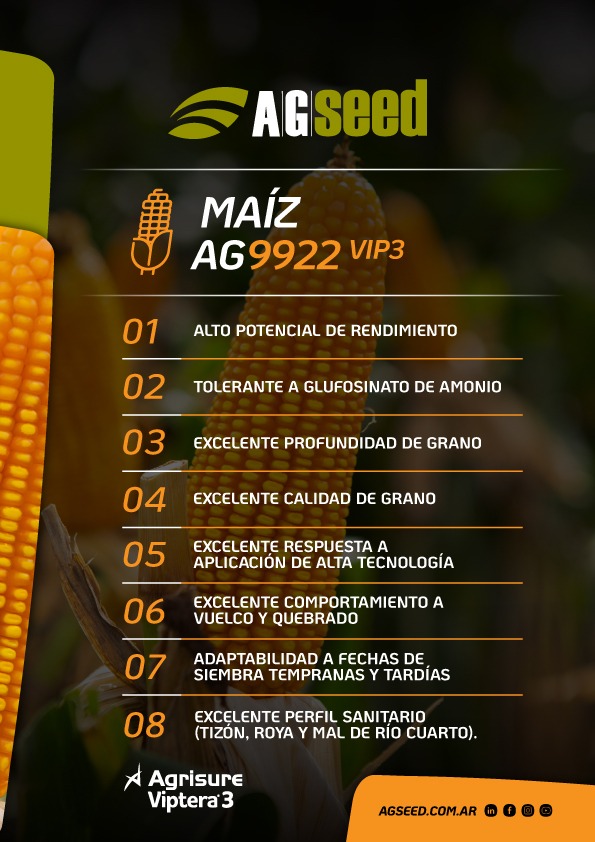 AGseed
MAÍZ
AG9922 VIP3
01 ALTO POTENCIAL DE RENDIMIENTO
02 TOLERANTE A GLUFOSINATO DE AMONIO
03 EXCELENTE PROFUNDIDAD DE GRANO
04 EXCELENTE CALIDAD DE GRANO
05 EXCELENTE RESPUESTA A
APLICACIÓN DE ALTA TECNOLOGÍA
06 EXCELENTE COMPORTAMIENTO A
VUELCO Y QUEBRADO
07 ADAPTABILIDAD A FECHAS DE
SIEMBRA TEMPRANAS Y TARDÍAS
08 EXCELENTE PERFIL SANITARIO
(TIZÓN, ROYA Y MAL DE RÍO CUARTO).
Agrisure
Viptera® 3
AGSEED.COM.AR